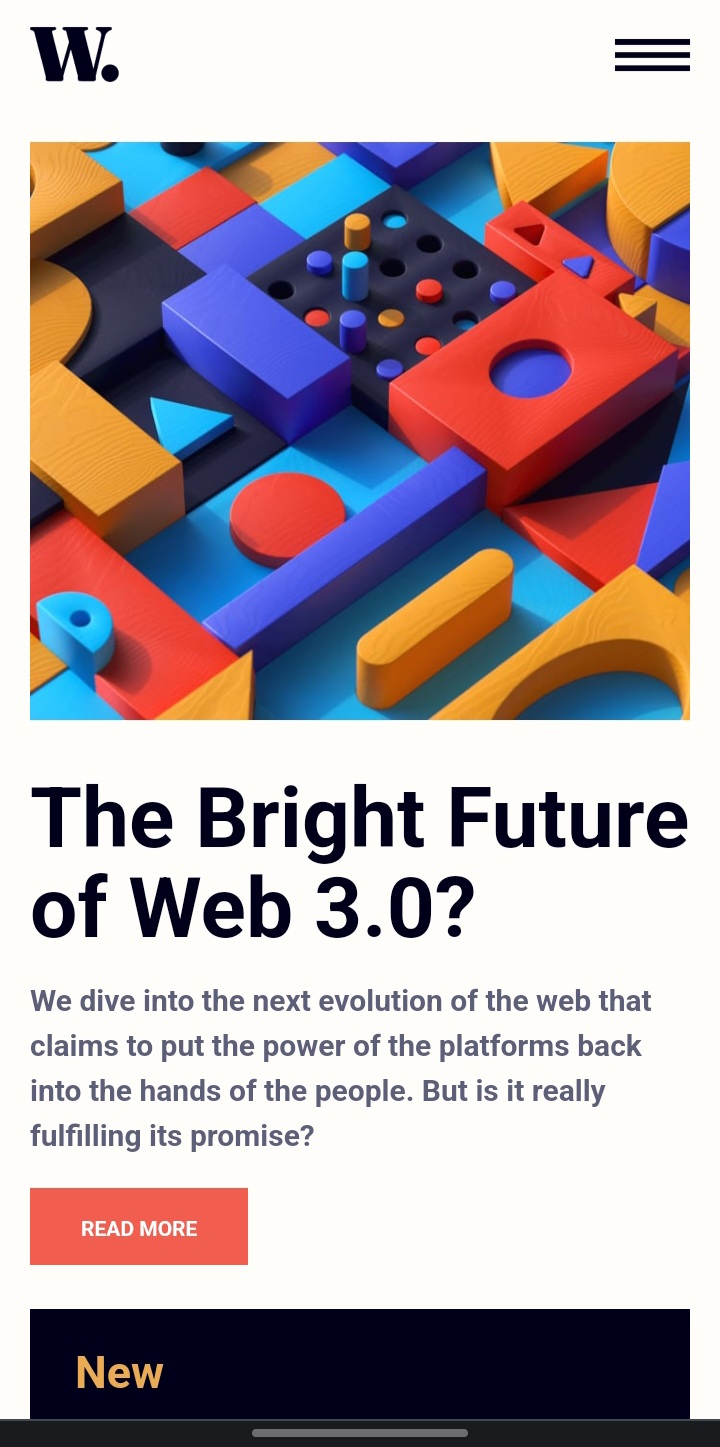 W.
The Bright Future
of Web 3.0?
We dive into the next evolution of the web that
claims to put the power of the platforms back
into the hands of the people. But is it really
fulfilling its promise?
READ MORE
New